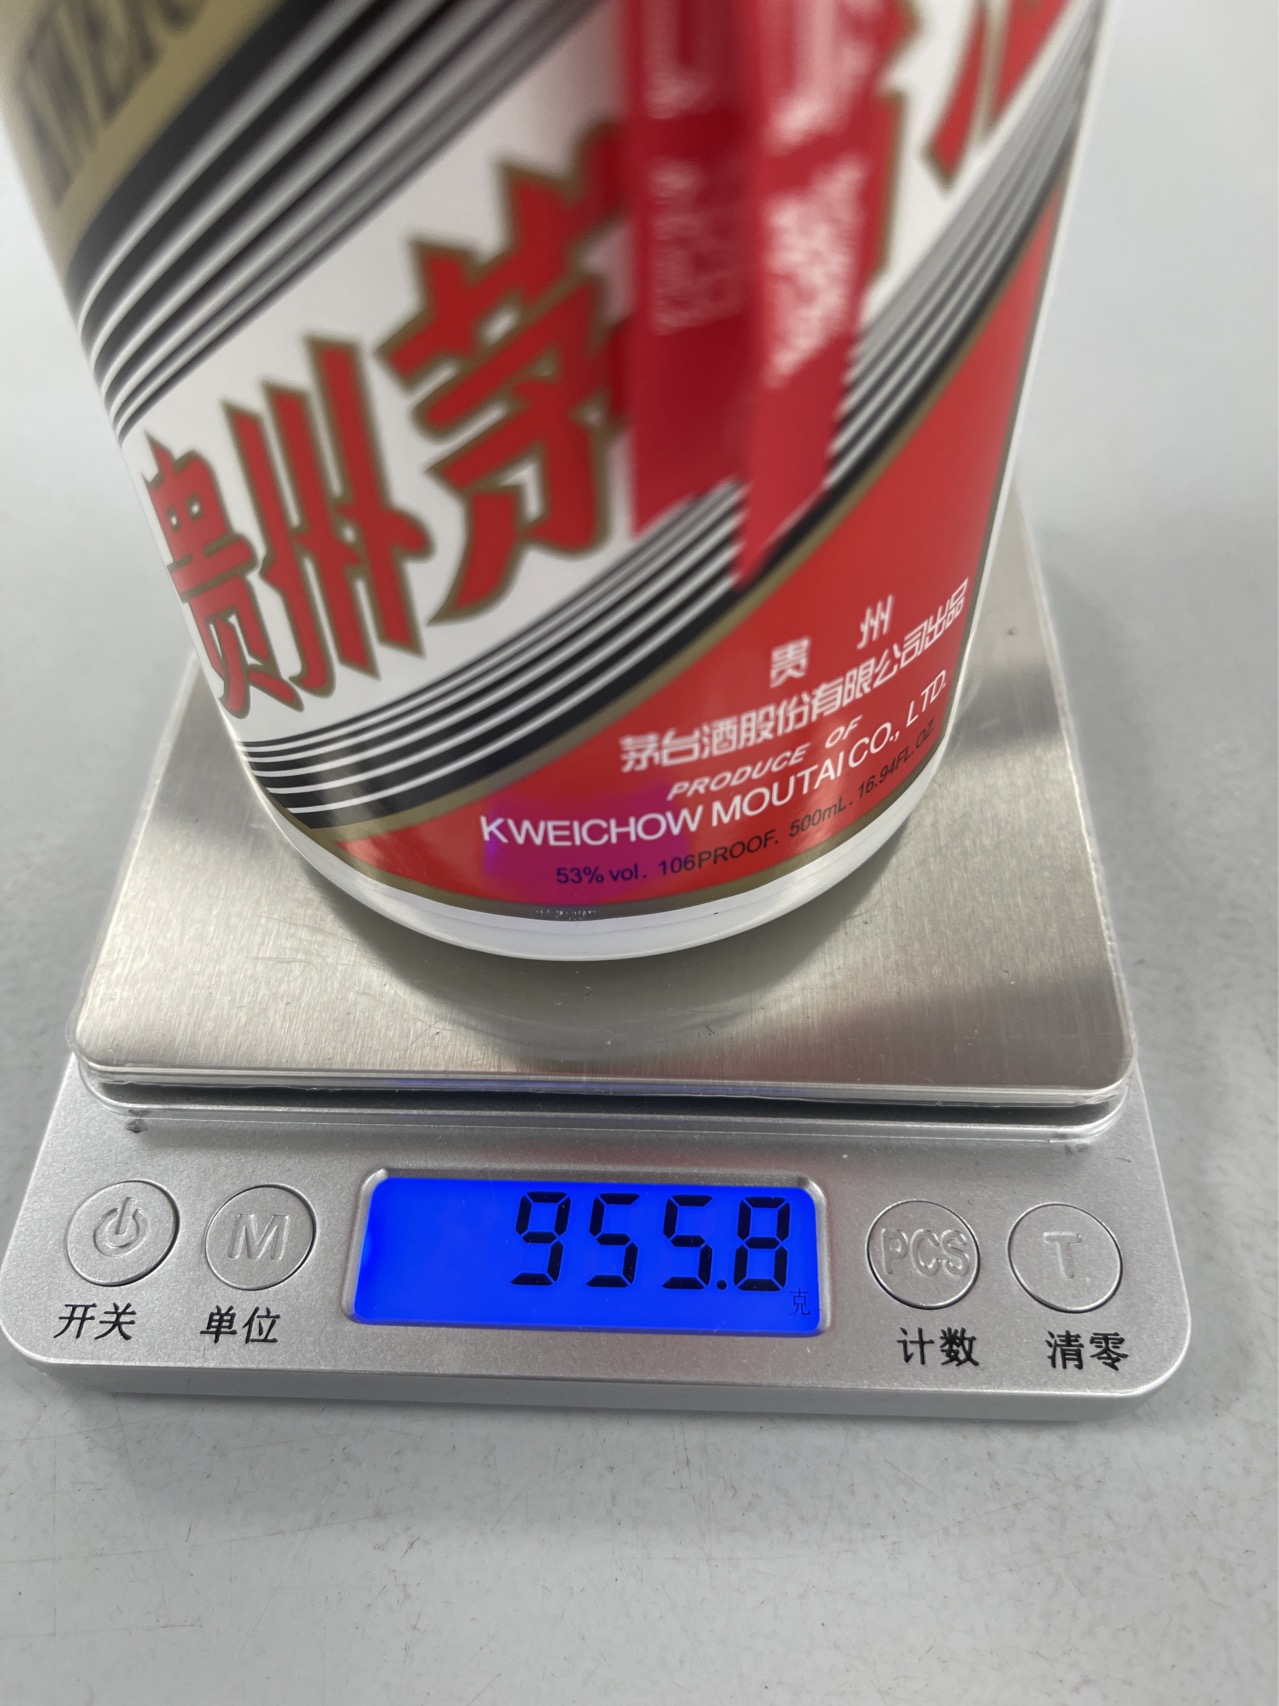 贵州茅
贵州
茅台酒股份有限公司出品
PRODUCE OF
KWEICHOW MOUTAI CO., LTD.
53% vol. 106PROOF. 500mL. 16.94FL.OZ.
955.8
克
M
PCS
T
开关
单位
计数
清零